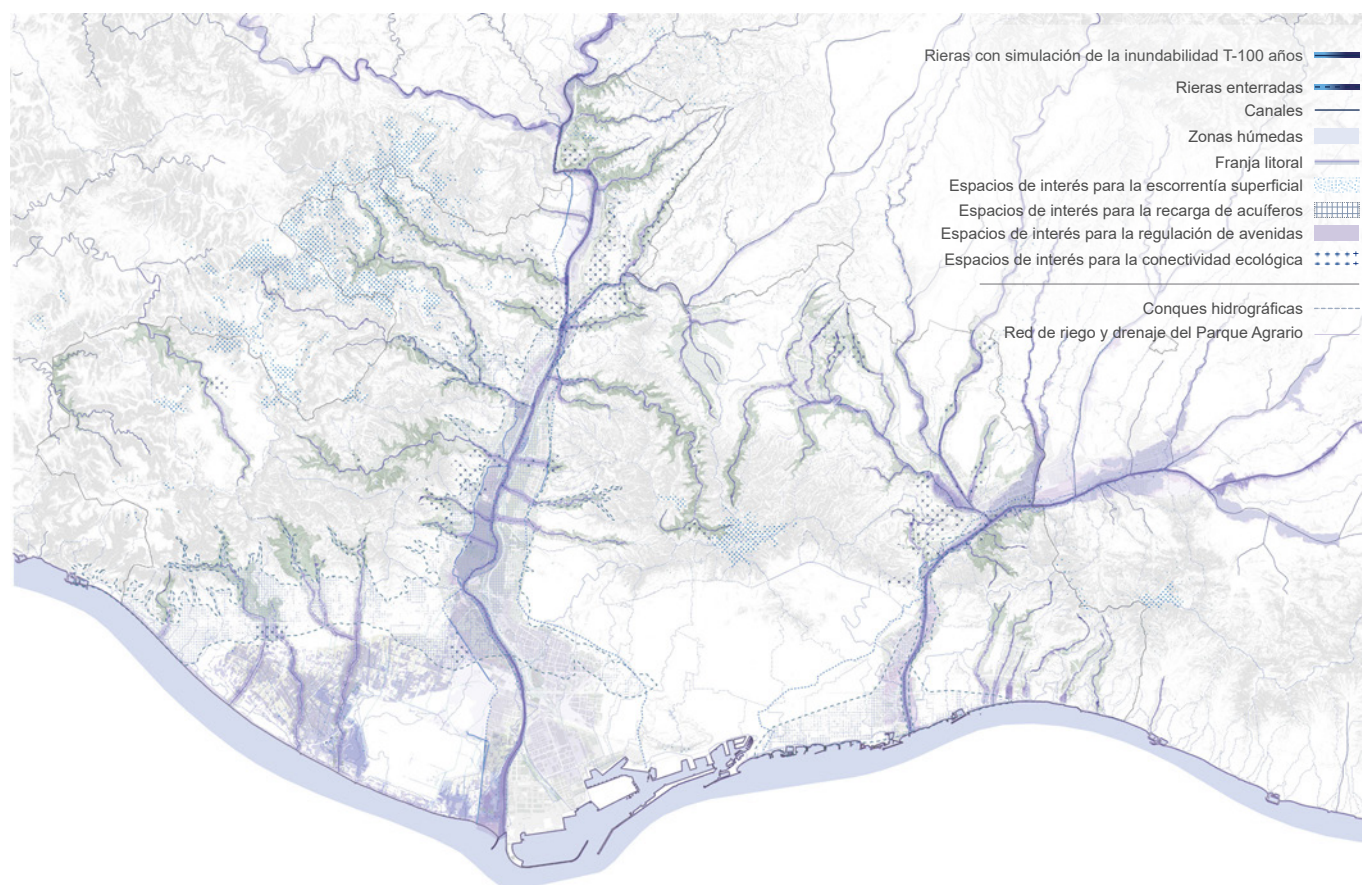 Rieras con simulación de la inundabilidad T-100 años
Rieras enterradas
Canales
Zonas húmedas
Franja litoral
Espacios de interés para la escorrentía superficial
Espacios de interés para la recarga de acuíferos
Espacios de interés para la regulación de avenidas
Espacios de interés para la conectividad ecológica
Conques hidrográficas
Red de riego y drenaje del Parque Agrario